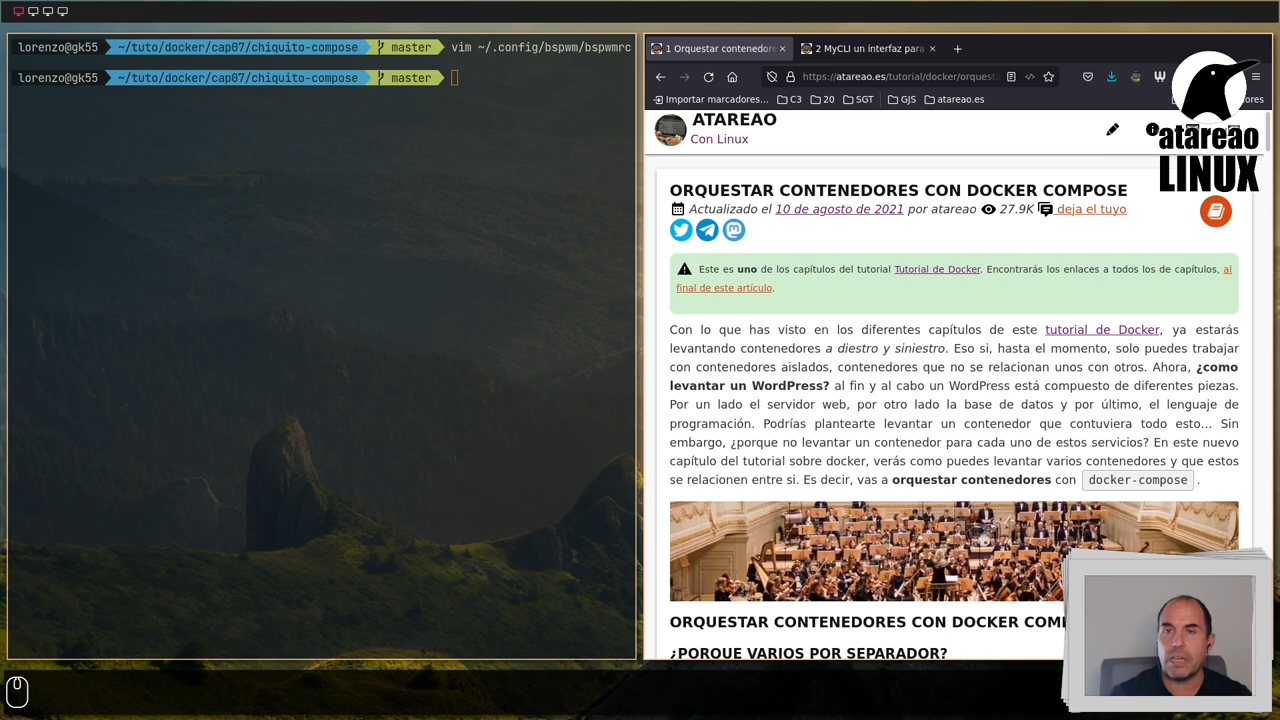 lorenzo@gk55 ~/tuto/docker/cap07/chiquito-compose master vim ~/.config/bspwm/bspwmrc
lorenzo@gk55 ~/tuto/docker/cap07/chiquito-compose master
1 Orquestar contenedore 2 MyCLI un interfaz para
https://atareao.es/tutorial/docker/orquesta
Importar marcadores... C3 20 SGT GJS atareao.es
ATAREAO
Con Linux
atareao
LINUX
ORQUESTAR CONTENEDORES CON DOCKER COMPOSE
Actualizado el 10 de agosto de 2021 por atareao 27.9K deja el tuyo
Este es uno de los capítulos del tutorial Tutorial de Docker. Encontrarás los enlaces a todos los de capítulos, al
final de este artículo.
Con lo que has visto en los diferentes capítulos de este tutorial de Docker, ya estarás
levantando contenedores a diestro y siniestro. Eso si, hasta el momento, solo puedes trabajar
con contenedores aislados, contenedores que no se relacionan unos con otros. Ahora, ¿como
levantar un WordPress? al fin y al cabo un WordPress está compuesto de diferentes piezas.
Por un lado el servidor web, por otro lado la base de datos y por último, el lenguaje de
programación. Podrías plantearte levantar un contenedor que contuviera todo esto... Sin
embargo, ¿porque no levantar un contenedor para cada uno de estos servicios? En este nuevo
capítulo del tutorial sobre docker, verás como puedes levantar varios contenedores y que estos
se relacionen entre si. Es decir, vas a orquestar contenedores con docker-compose .
ORQUESTAR CONTENEDORES CON DOCKER
¿PORQUE VARIOS POR SEPARADOR?